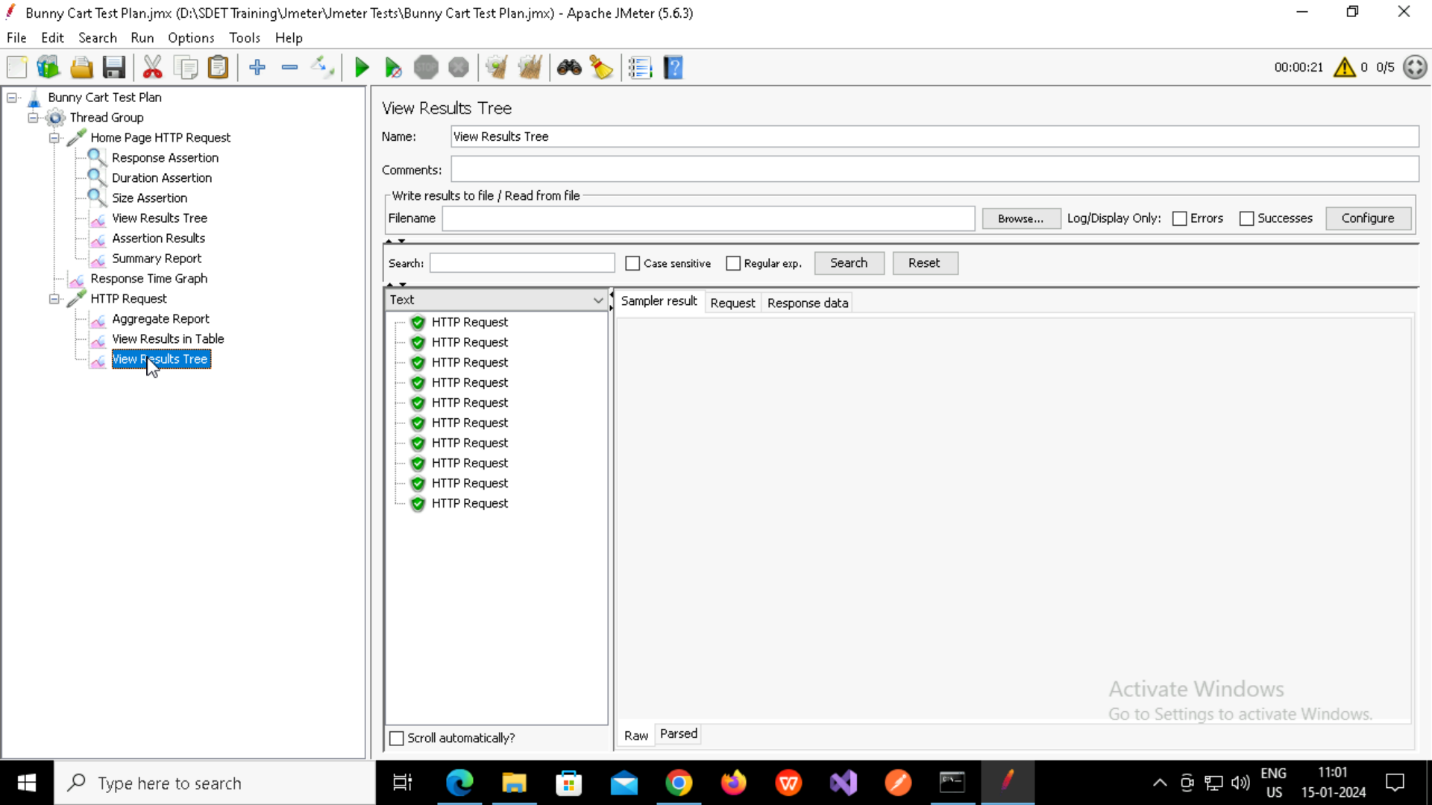 Bunny Cart Test Plan.jmx (D:\SDET Training\Jmeter\Jmeter Tests\Bunny Cart Test Plan.jmx) - Apache JMeter (5.6.3)
File Edit Search Run Options Tools Help
00:00:21 0 0/5
Bunny Cart Test Plan
Thread Group
Home Page HTTP Request
Response Assertion
Duration Assertion
Size Assertion
View Results Tree
Assertion Results
Summary Report
Response Time Graph
HTTP Request
Aggregate Report
View Results in Table
View Results Tree
View Results Tree
Name: View Results Tree
Comments:
Write results to file / Read from file
Filename Browse... Log/Display Only: Errors Successes Configure
Search: Case sensitive Regular exp. Search Reset
Text
Sampler result Request Response data
HTTP Request
HTTP Request
HTTP Request
HTTP Request
HTTP Request
HTTP Request
HTTP Request
HTTP Request
HTTP Request
HTTP Request
Activate Windows
Go to Settings to activate Windows.
Scroll automatically?
Raw Parsed
Type here to search
ENG
US
11:01
15-01-2024